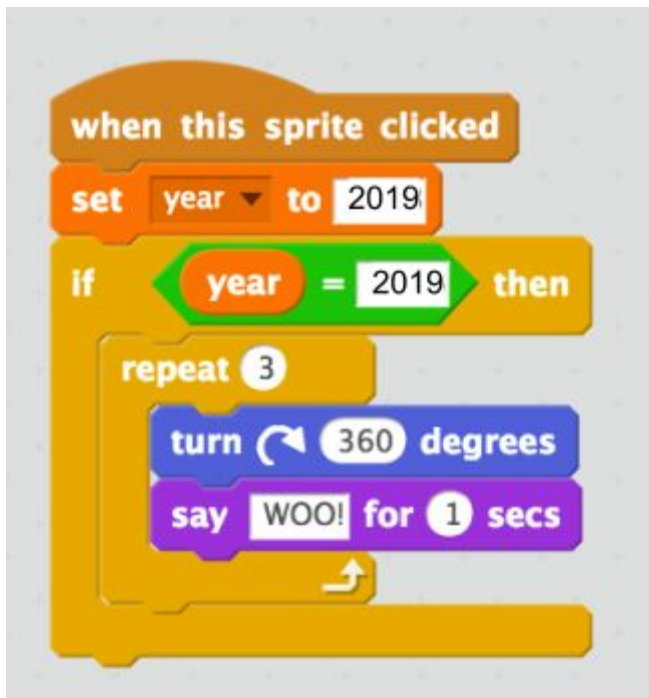 when this sprite clicked
set year to 2019
if year = 2019 then
repeat 3
turn 360 degrees
say WOO! for 1 secs